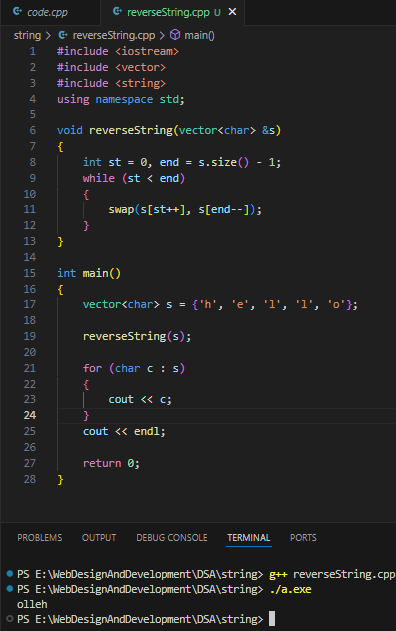 code.cpp reverseString.cpp U ×
string > reverseString.cpp > main()
1 #include <iostream>
2 #include <vector>
3 #include <string>
4 using namespace std;
5
6 void reverseString(vector<char> &s)
7 {
8     int st = 0, end = s.size() - 1;
9     while (st < end)
10     {
11         swap(s[st++], s[end--]);
12     }
13 }
14
15 int main()
16 {
17     vector<char> s = {'h', 'e', 'l', 'l', 'o'};
18
19     reverseString(s);
20
21     for (char c : s)
22     {
23         cout << c;
24     }
25     cout << endl;
26
27     return 0;
28 }
PROBLEMS OUTPUT DEBUG CONSOLE TERMINAL PORTS
PS E:\WebDesignAndDevelopment\DSA\string> g++ reverseString.cpp
PS E:\WebDesignAndDevelopment\DSA\string> ./a.exe
olleh
PS E:\WebDesignAndDevelopment\DSA\string>